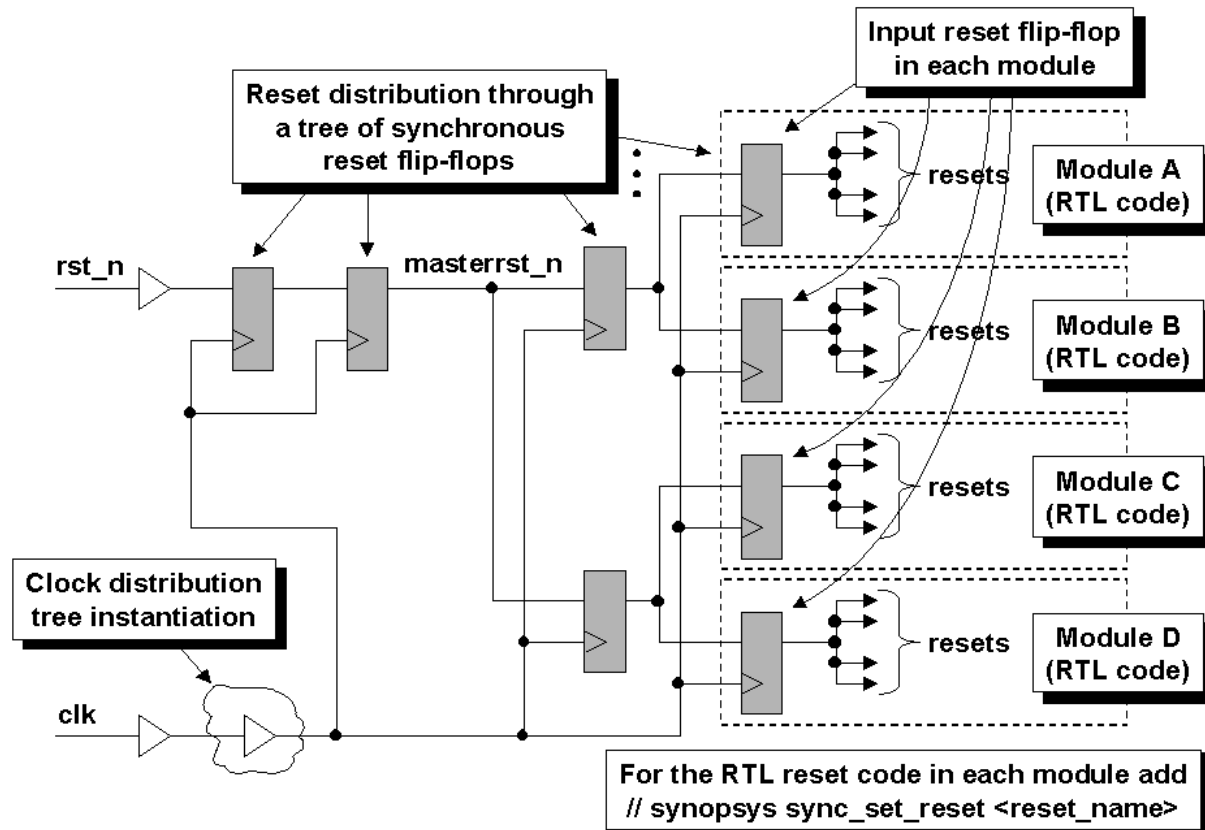 Input reset flip-flop
in each module
Reset distribution through
a tree of synchronous
reset flip-flops
resets
Module A
(RTL code)
rst_n
masterrst_n
resets
Module B
(RTL code)
resets
Module C
(RTL code)
Clock distribution
tree instantiation
resets
Module D
(RTL code)
clk
For the RTL reset code in each module add
// synopsys sync_set_reset <reset_name>